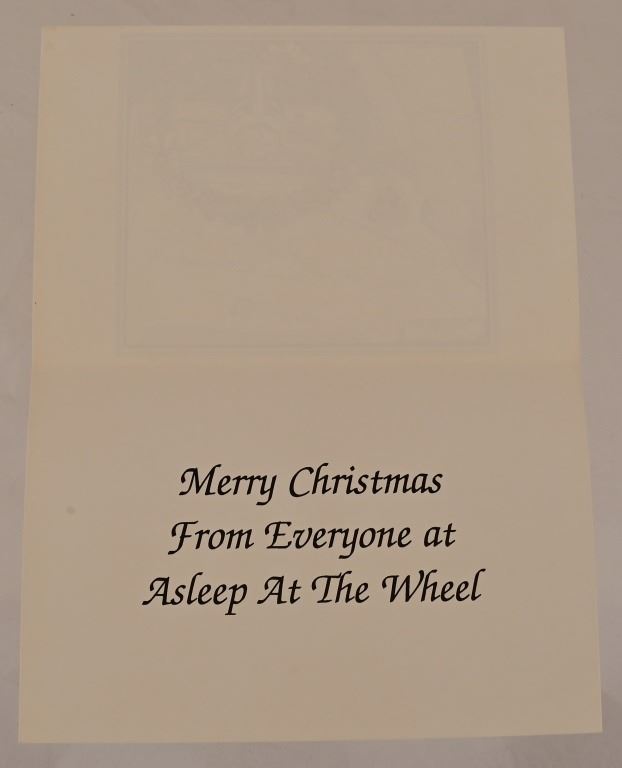 Merry Christmas
From Everyone at
Asleep At The Wheel